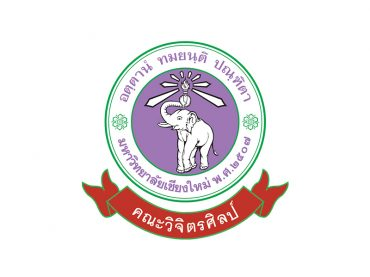 อตฺตานํ ทมยนฺติ ปณฺฑิตา
มหาวิทยาลัยเชียงใหม่ พ.ศ.๒๕๐๗
คณะวิจิตรศิลป์